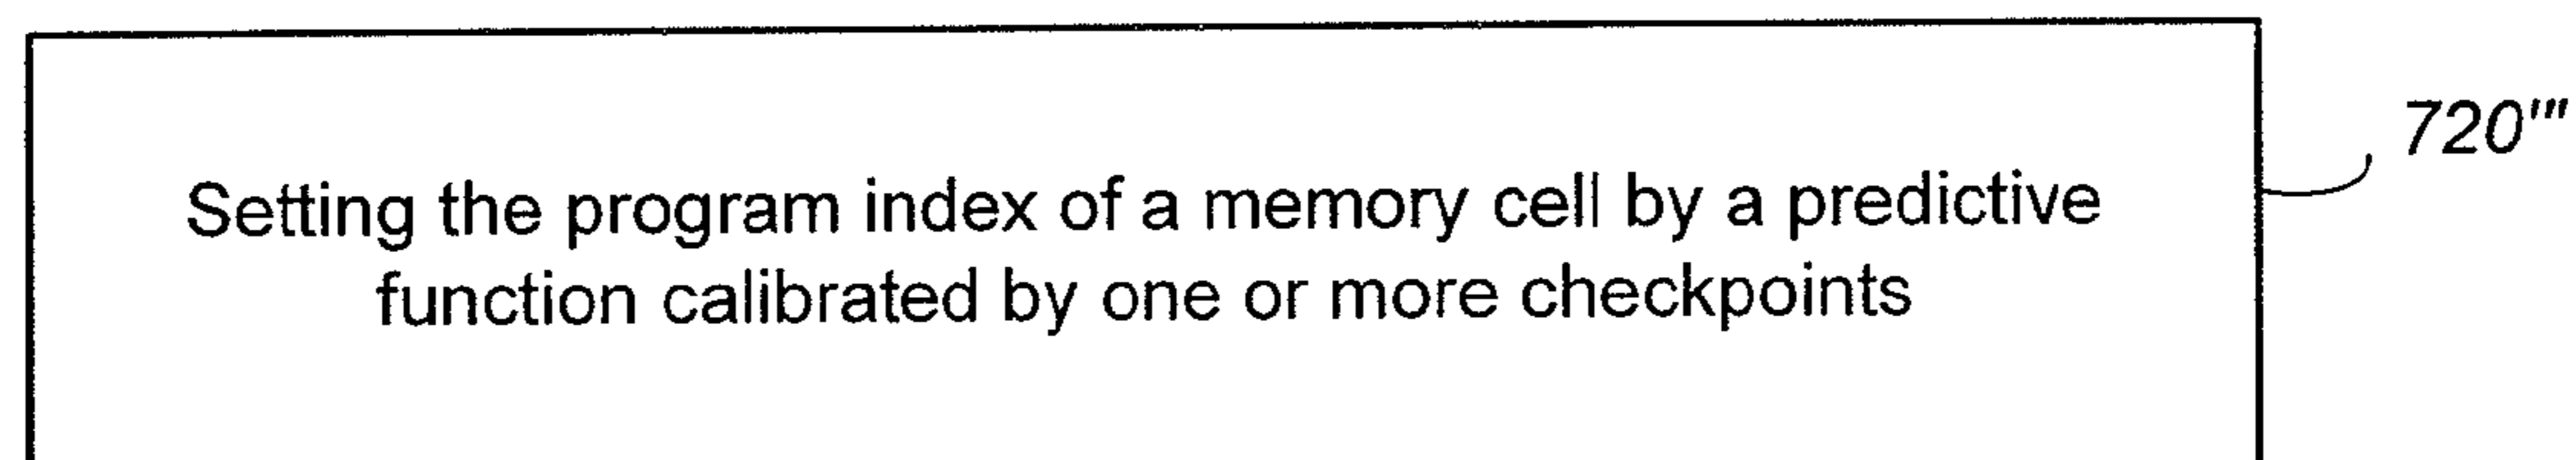 720'''
Setting the program index of a memory cell by a predictive
function calibrated by one or more checkpoints